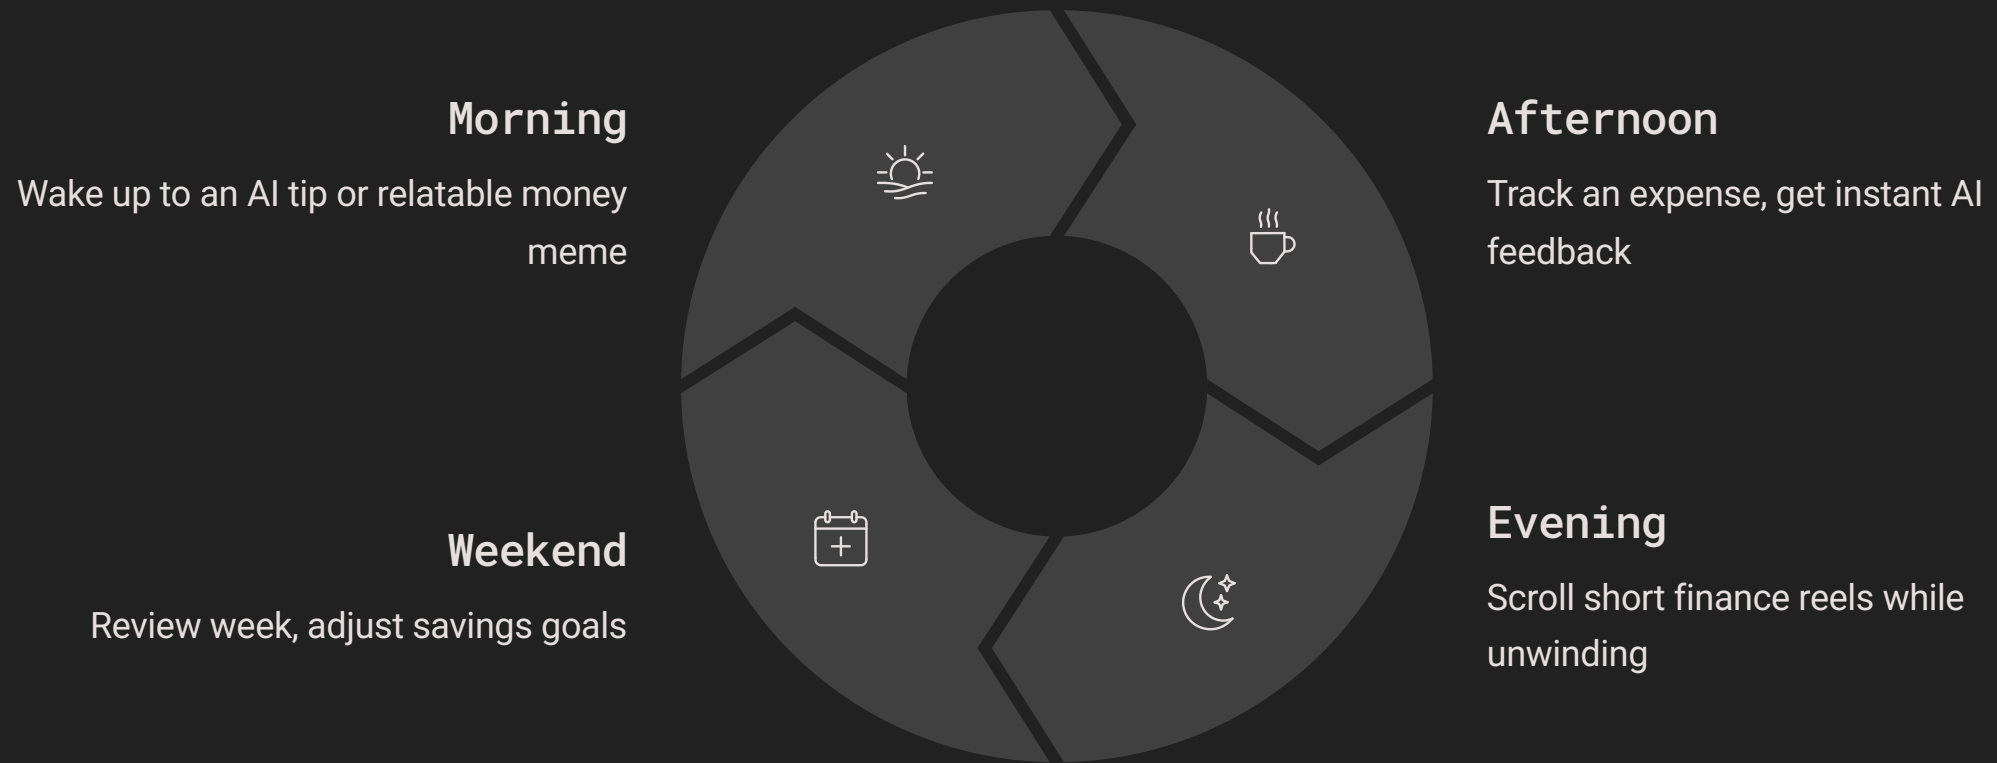 Morning
Wake up to an AI tip or relatable money
meme
Afternoon
Track an expense, get instant AI
feedback
Evening
Scroll short finance reels while
unwinding
Weekend
Review week, adjust savings goals